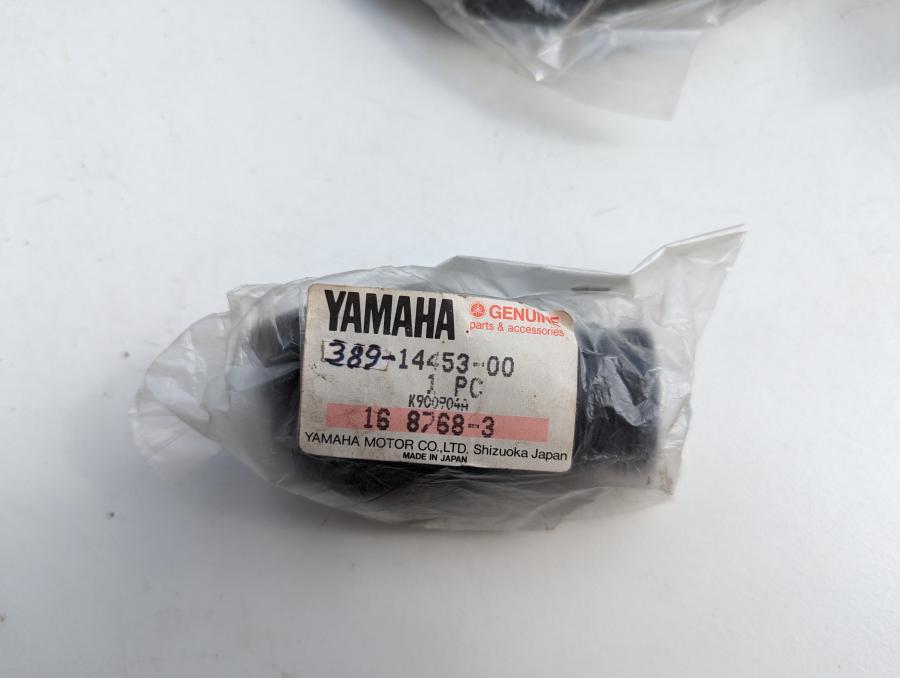 YAMAHA
GENUINE
parts & accessories
389-14453-00
1 PC
K900904A
16 8768-3
YAMAHA MOTOR CO.,LTD. Shizuoka Japan
MADE IN JAPAN